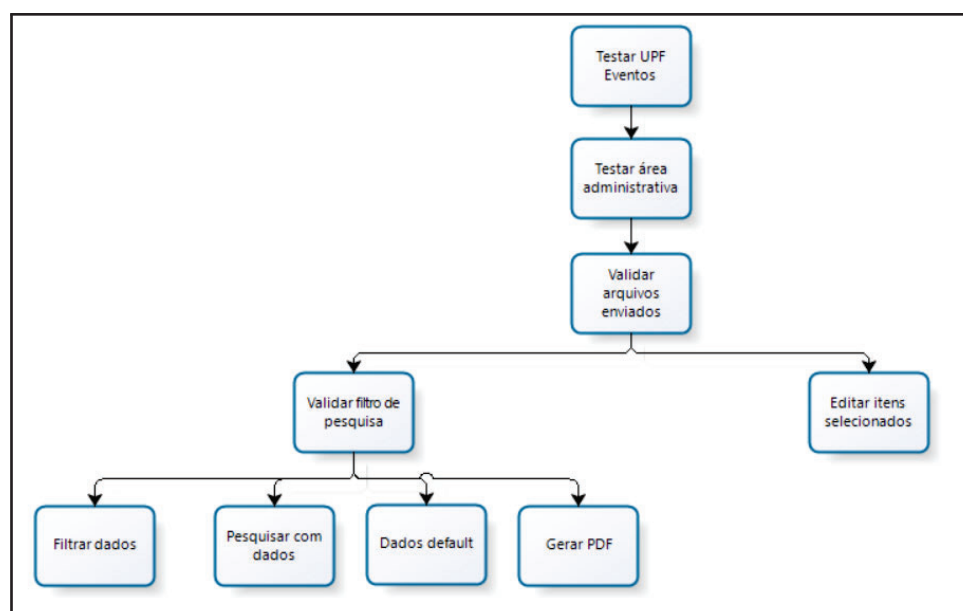 Testar UPF
Eventos
Testar área
administrativa
Validar
arquivos
enviados
Validar filtro de
pesquisa
Editar itens
selecionados
Filtrar dados
Pesquisar com
dados
Dados default
Gerar PDF